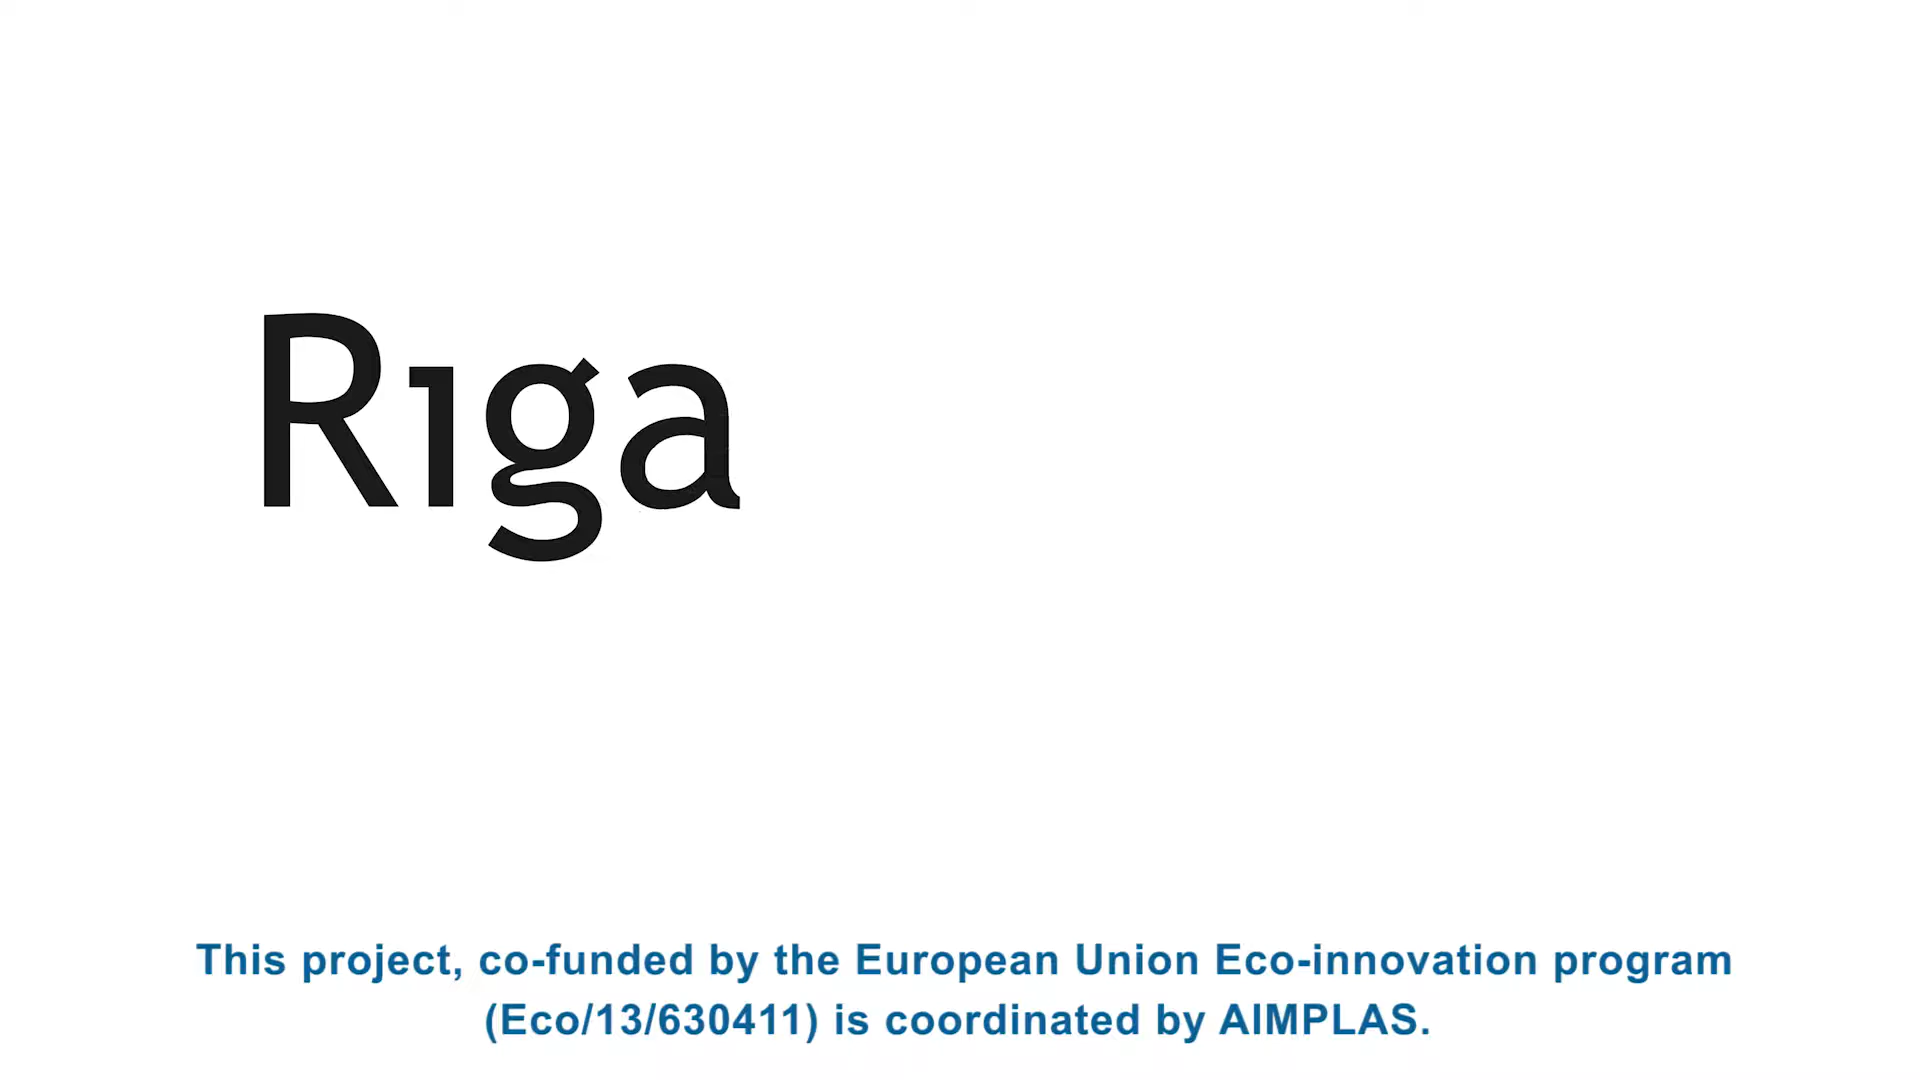 Riga
This project, co-funded by the European Union Eco-innovation program
(Eco/13/630411) is coordinated by AIMPLAS.